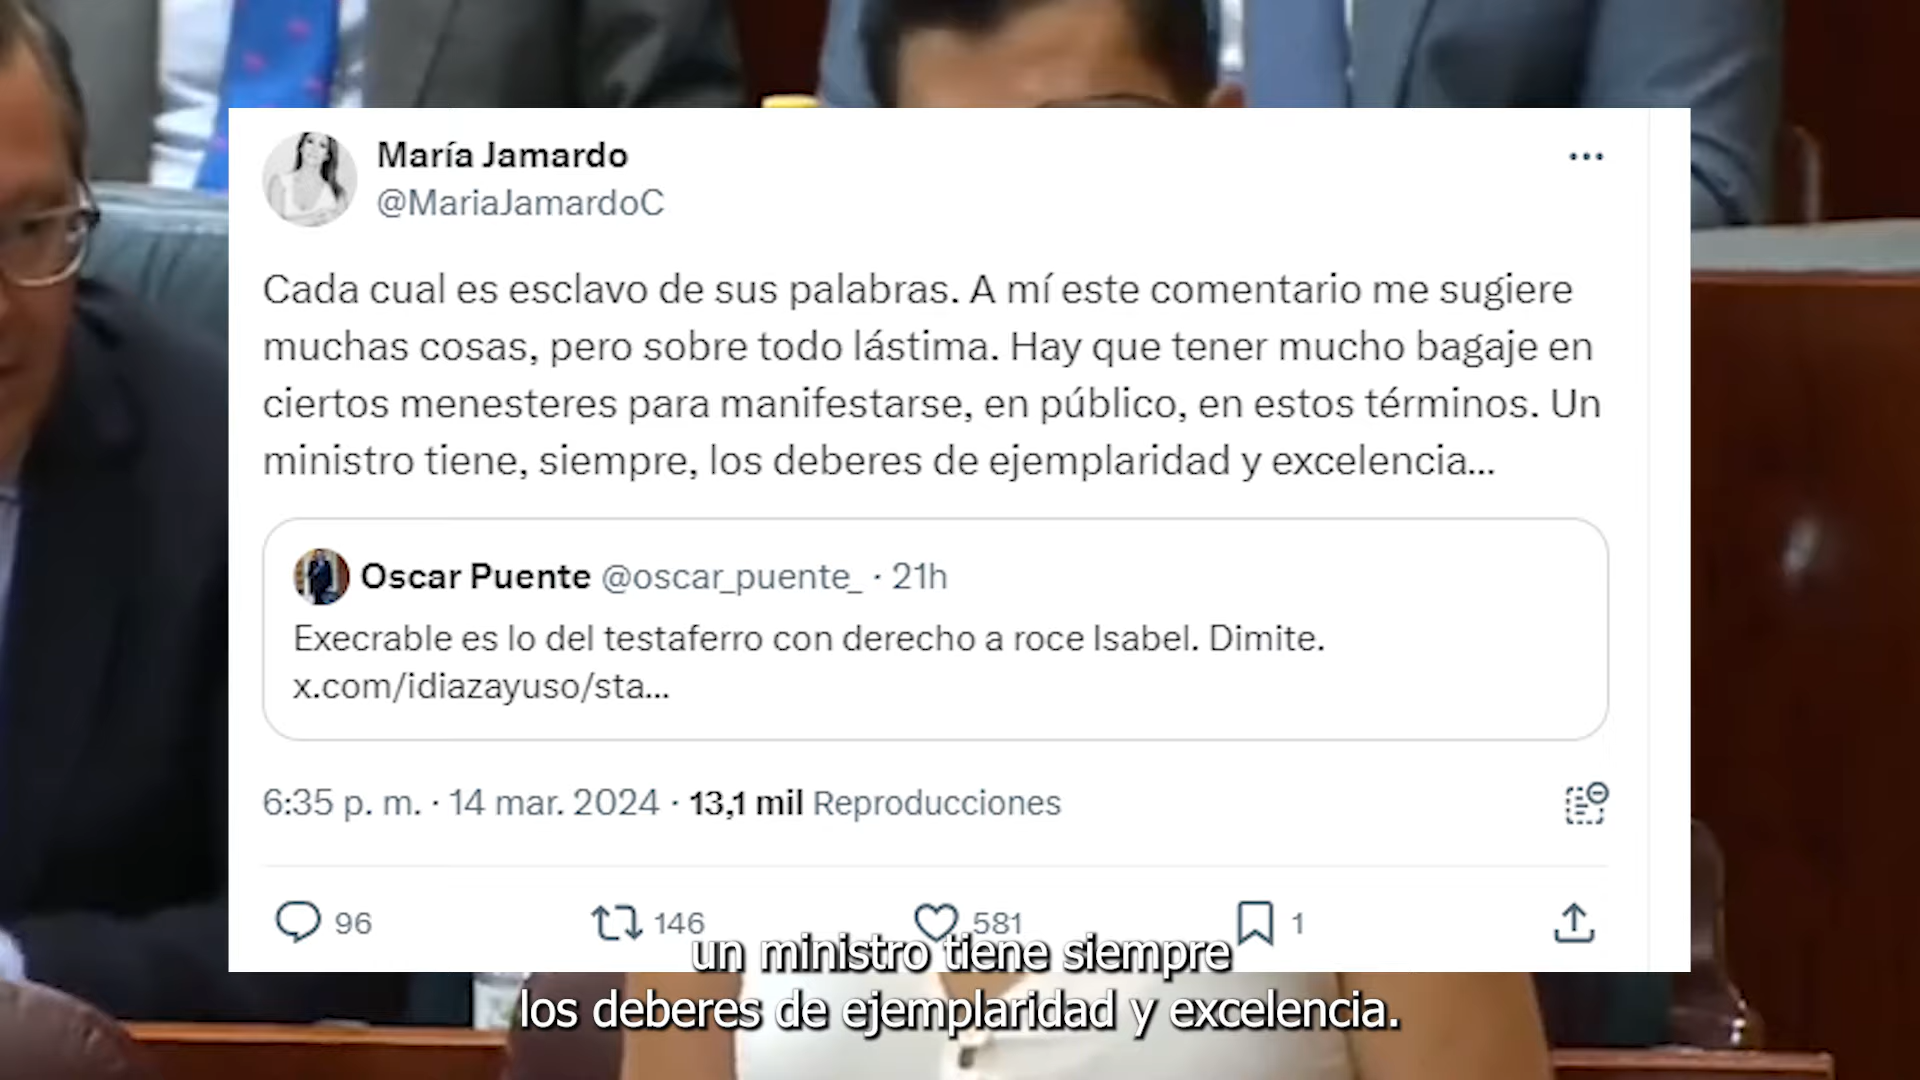 María Jamardo
@MariaJamardoC
Cada cual es esclavo de sus palabras. A mí este comentario me sugiere
muchas cosas, pero sobre todo lástima. Hay que tener mucho bagaje en
ciertos menesteres para manifestarse, en público, en estos términos. Un
ministro tiene, siempre, los deberes de ejemplaridad y excelencia...
Oscar Puente @oscar_puente_ · 21h
Execrable es lo del testaferro con derecho a roce Isabel. Dimite.
x.com/idiazayuso/sta...
6:35 p. m. · 14 mar. 2024 · 13,1 mil Reproducciones
96 146 581 1
un ministro tiene siempre
los deberes de ejemplaridad y excelencia.